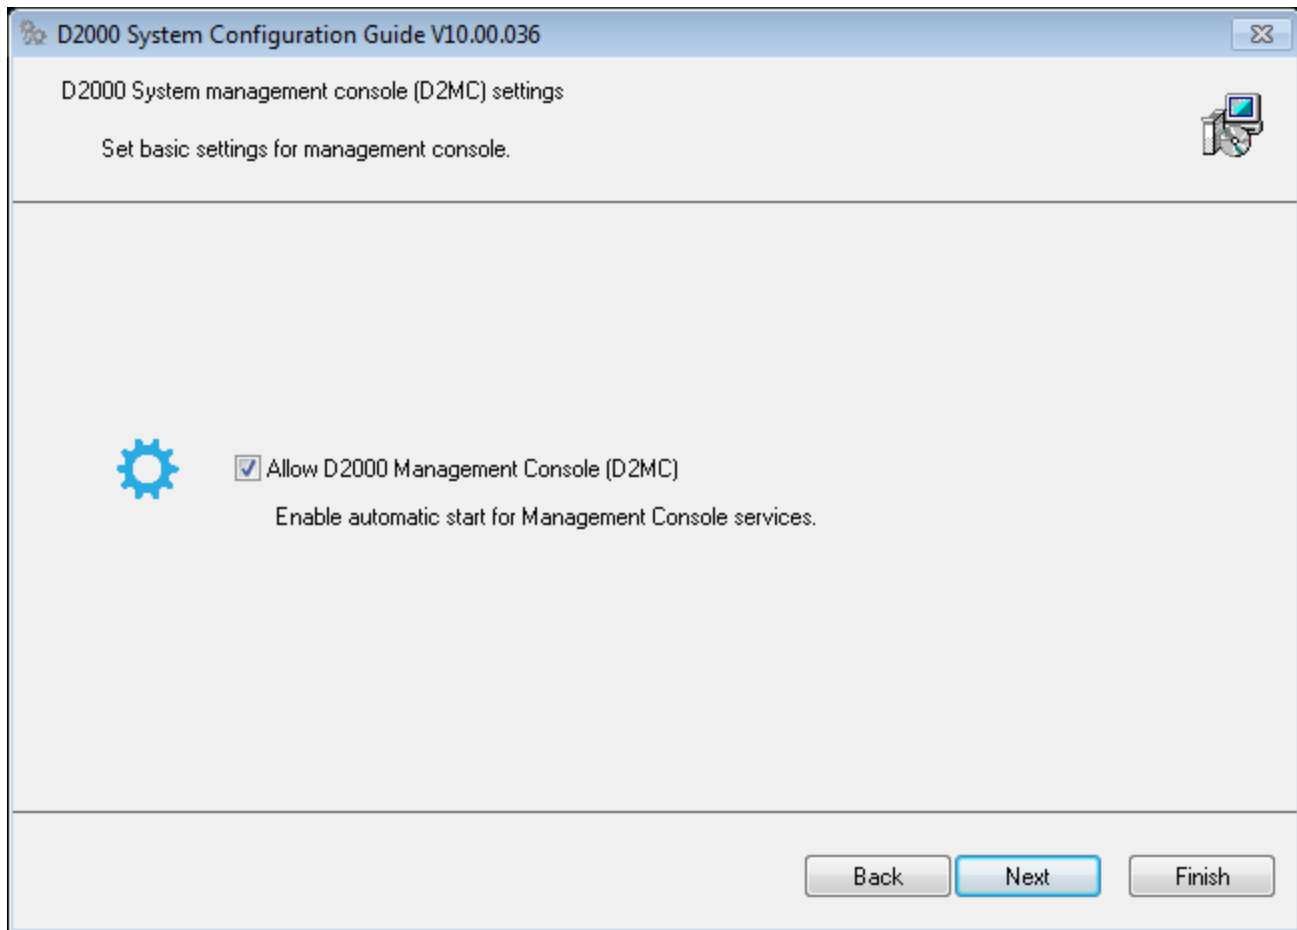 D2000 System Configuration Guide V10.00.036
D2000 System management console (D2MC) settings
Set basic settings for management console.
Allow D2000 Management Console (D2MC)
Enable automatic start for Management Console services.
Back Next Finish